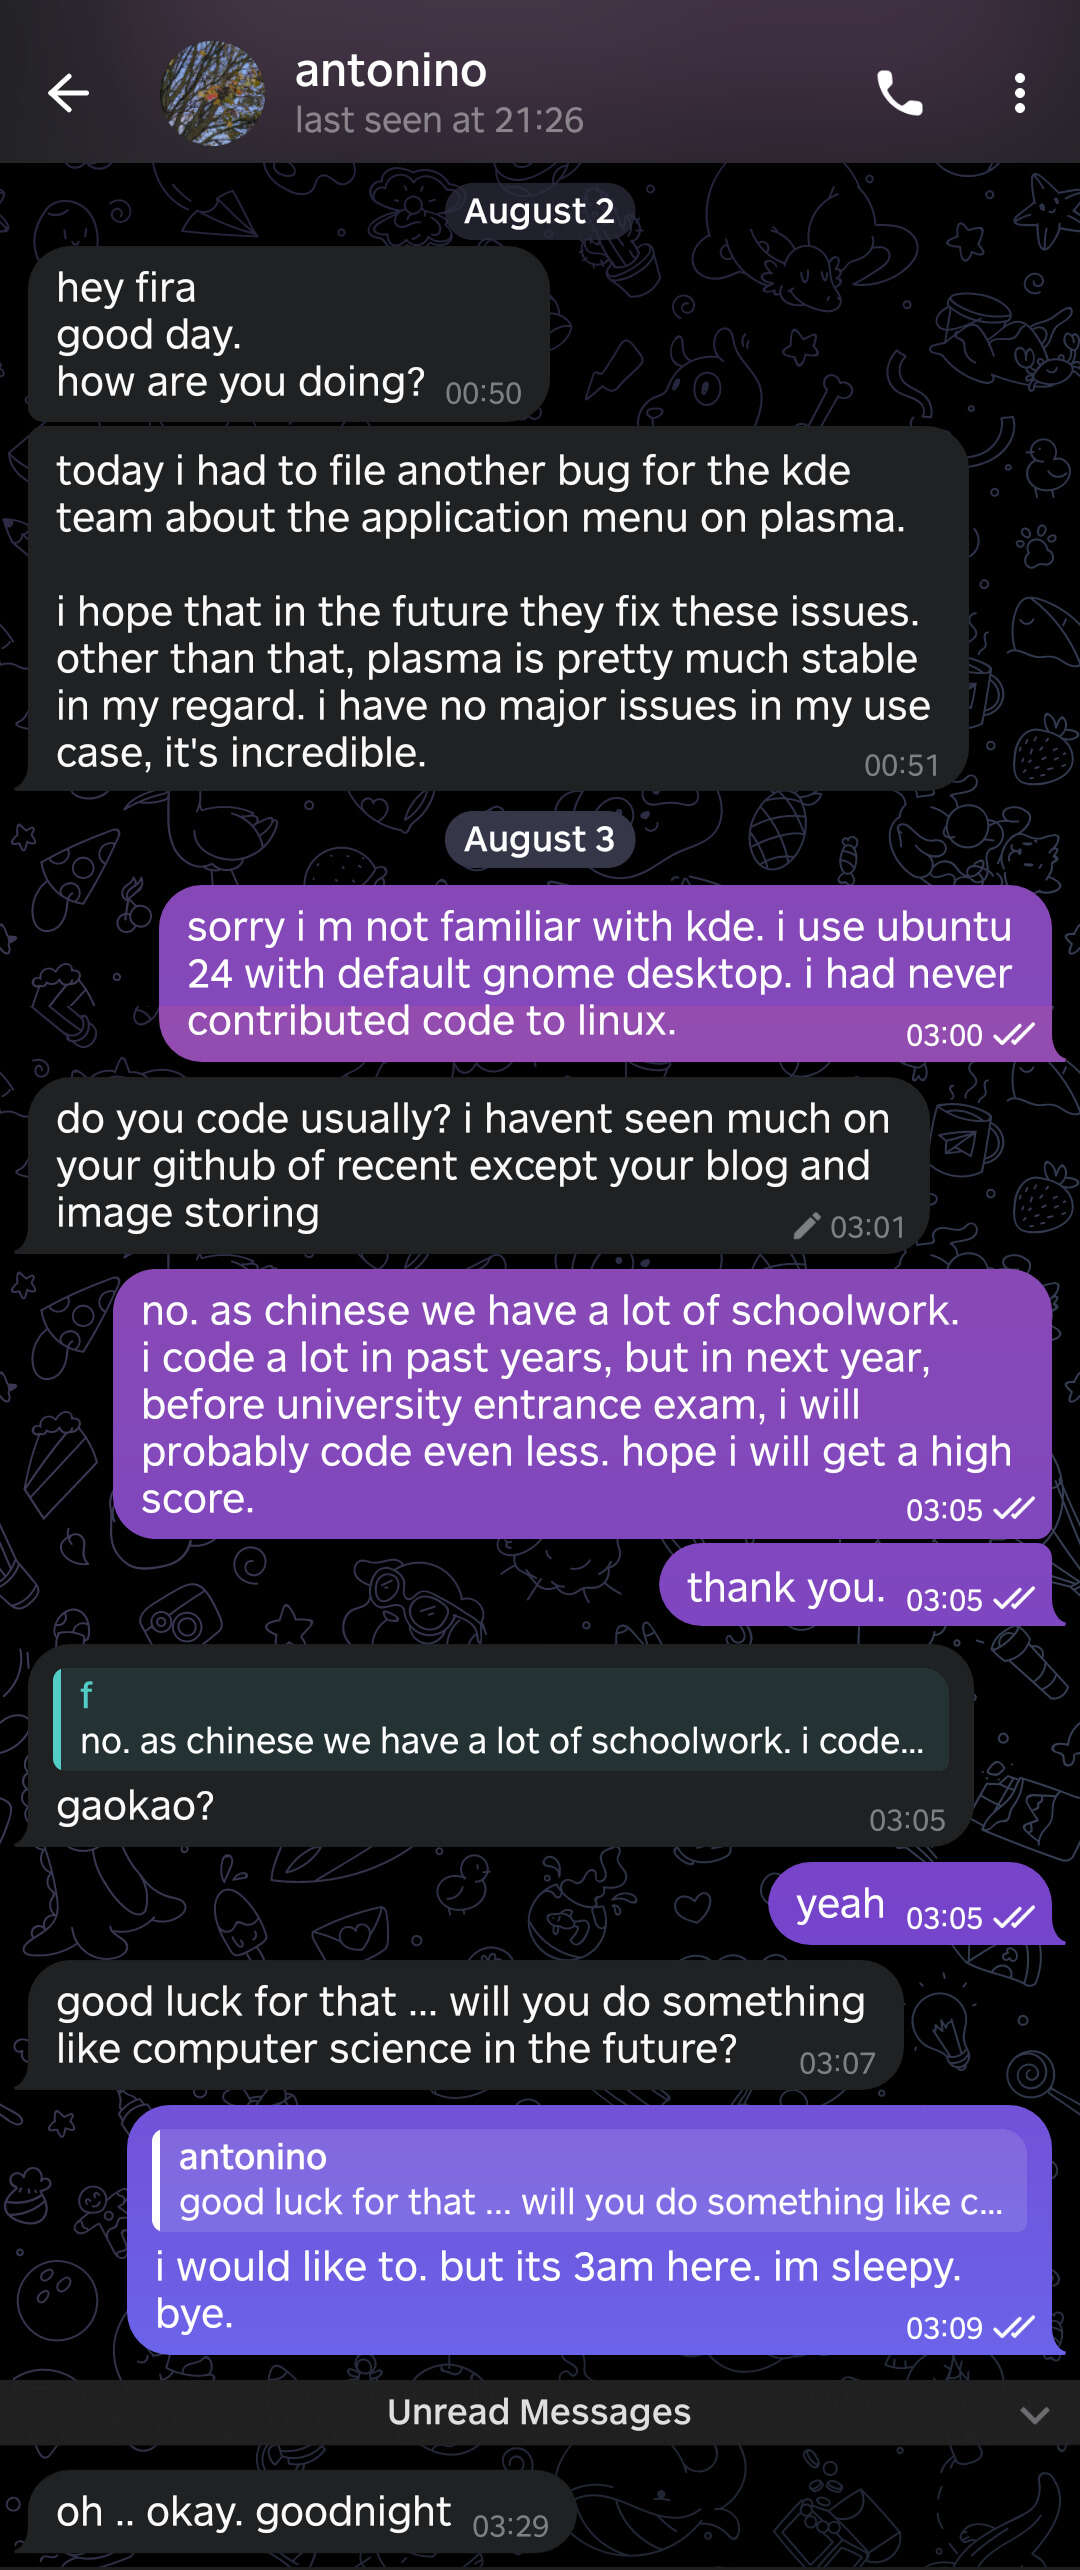 antonino
last seen at 21:26
August 2
hey fira
good day.
how are you doing? 00:50
today i had to file another bug for the kde
team about the application menu on plasma.
i hope that in the future they fix these issues.
other than that, plasma is pretty much stable
in my regard. i have no major issues in my use
case, it's incredible. 00:51
August 3
sorry i m not familiar with kde. i use ubuntu
24 with default gnome desktop. i had never
contributed code to linux. 03:00
do you code usually? i havent seen much on
your github of recent except your blog and
image storing 03:01
no. as chinese we have a lot of schoolwork.
i code a lot in past years, but in next year,
before university entrance exam, i will
probably code even less. hope i will get a high
score. 03:05
thank you. 03:05
f
no. as chinese we have a lot of schoolwork. i code...
gaokao? 03:05
yeah 03:05
good luck for that ... will you do something
like computer science in the future? 03:07
antonino
good luck for that ... will you do something like c...
i would like to. but its 3am here. im sleepy.
bye. 03:09
Unread Messages
oh .. okay. goodnight 03:29